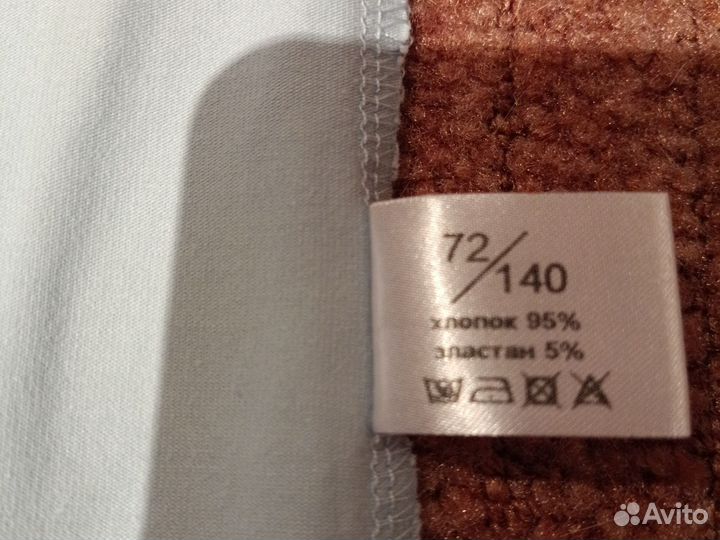 72/140
хлопок 95%
эластан 5%
Avito